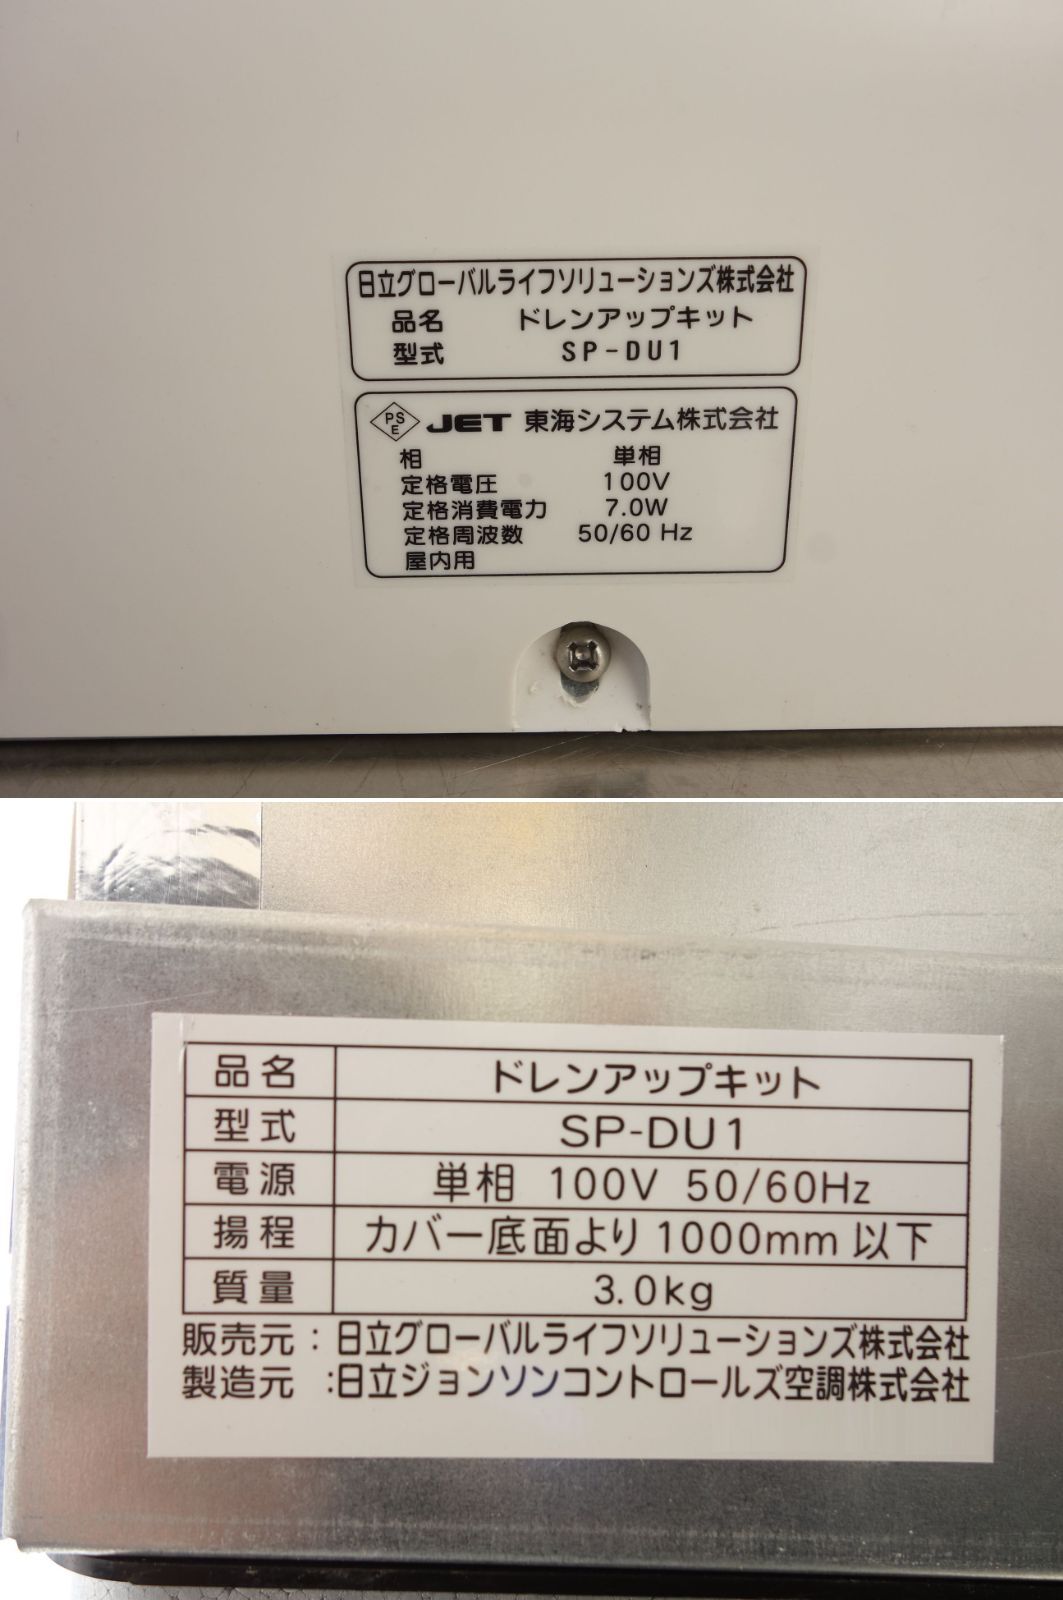 日立グローバルライフソリューションズ株式会社
品名 ドレンアップキット
型式 SP-DU1
PS E JET 東海システム株式会社
相 単相
定格電圧 100V
定格消費電力 7.0W
定格周波数 50/60 Hz
屋内用
品名 ドレンアップキット
型式 SP-DU1
電源 単相 100V 50/60Hz
揚程 カバー底面より1000mm以下
質量 3.0kg
販売元：日立グローバルライフソリューションズ株式会社
製造元：日立ジョンソンコントロールズ空調株式会社